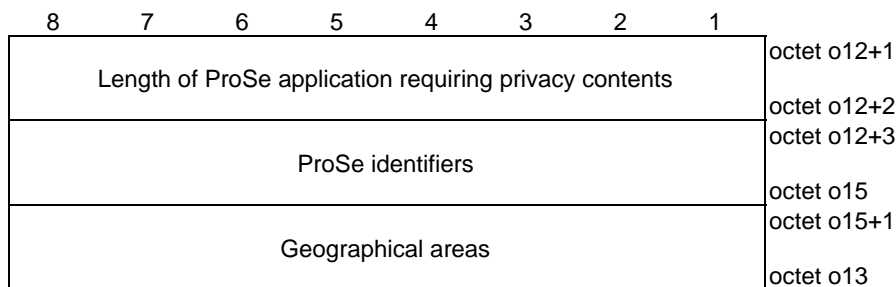 8 7 6 5 4 3 2 1
octet o12+1
Length of ProSe application requiring privacy contents
octet o12+2
octet o12+3
ProSe identifiers
octet o15
octet o15+1
Geographical areas
octet o13